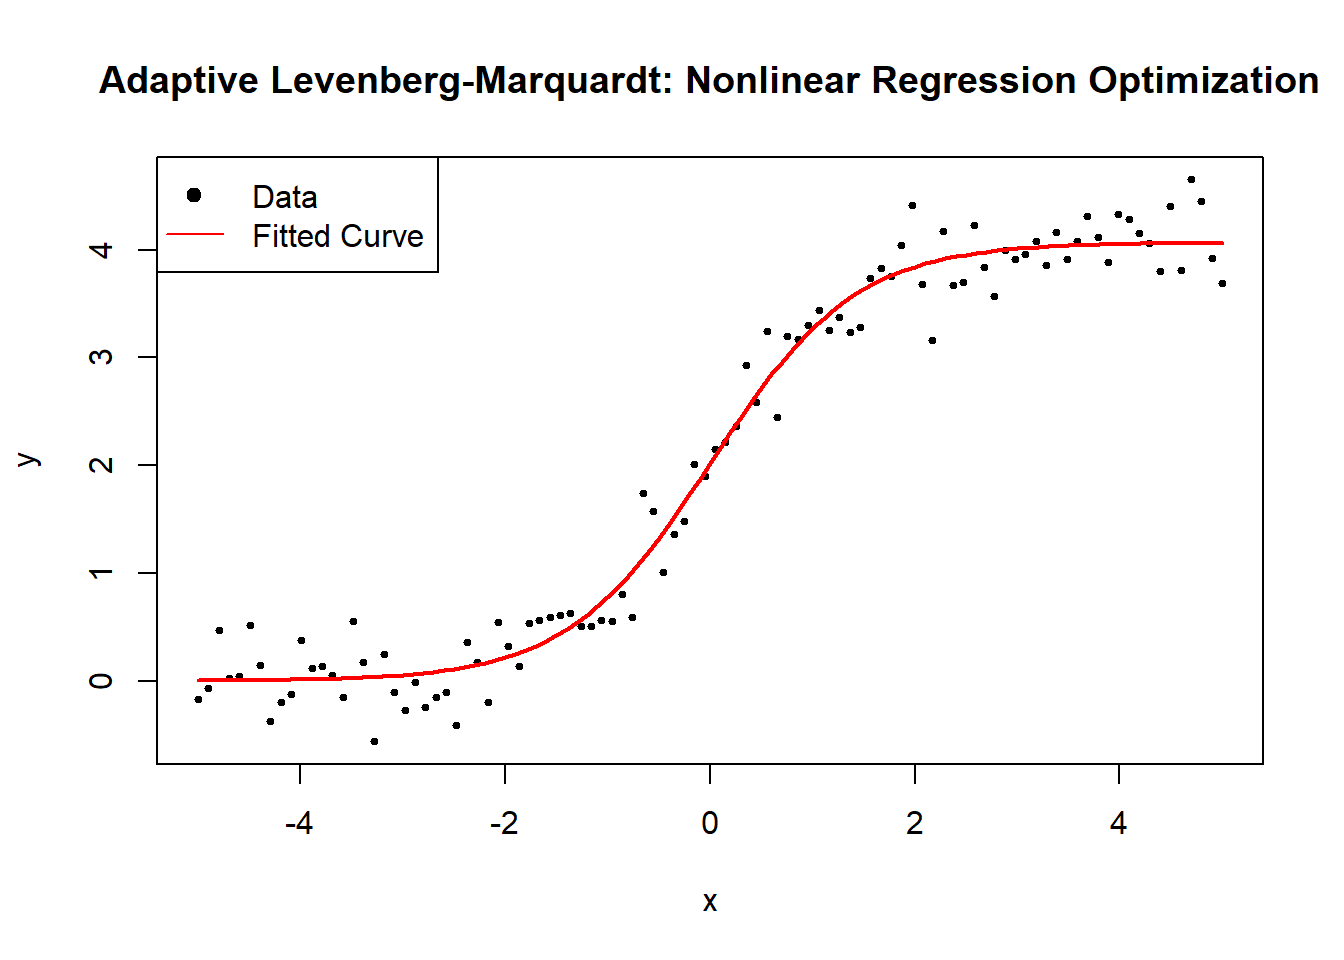 Adaptive Levenberg-Marquardt: Nonlinear Regression Optimization
Data
Fitted Curve
4
3
2
1
0
y
-4 -2 0 2 4
x